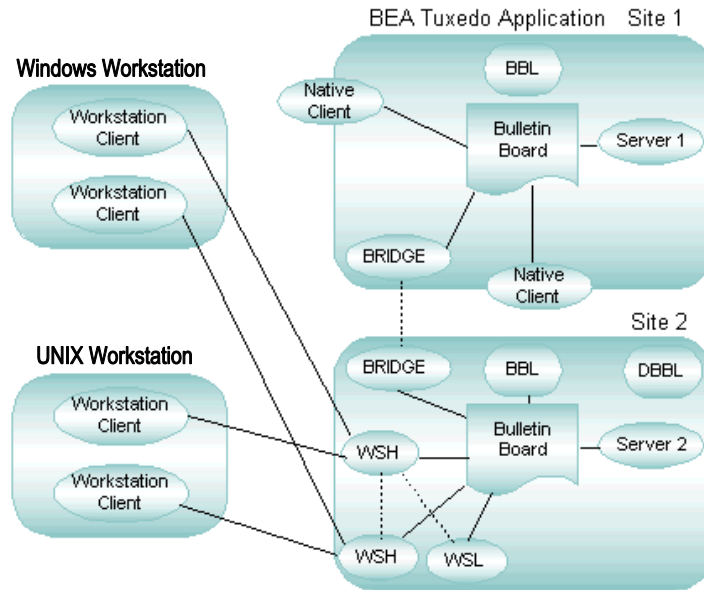 BEA Tuxedo Application Site 1
Windows Workstation
Workstation
Client
Workstation
Client
BBL
Native
Client
Bulletin
Board
Server 1
BRIDGE
Native
Client
Site 2
UNIX Workstation
Workstation
Client
Workstation
Client
BRIDGE
BBL
DBBL
Bulletin
Board
Server 2
WSH
WSH
WSL